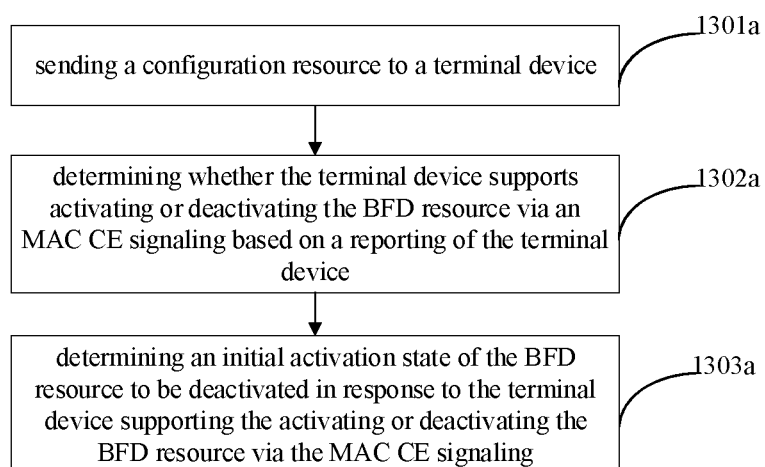 1301a
sending a configuration resource to a terminal device
1302a
determining whether the terminal device supports
activating or deactivating the BFD resource via an
MAC CE signaling based on a reporting of the terminal
device
1303a
determining an initial activation state of the BFD
resource to be deactivated in response to the terminal
device supporting the activating or deactivating the
BFD resource via the MAC CE signaling